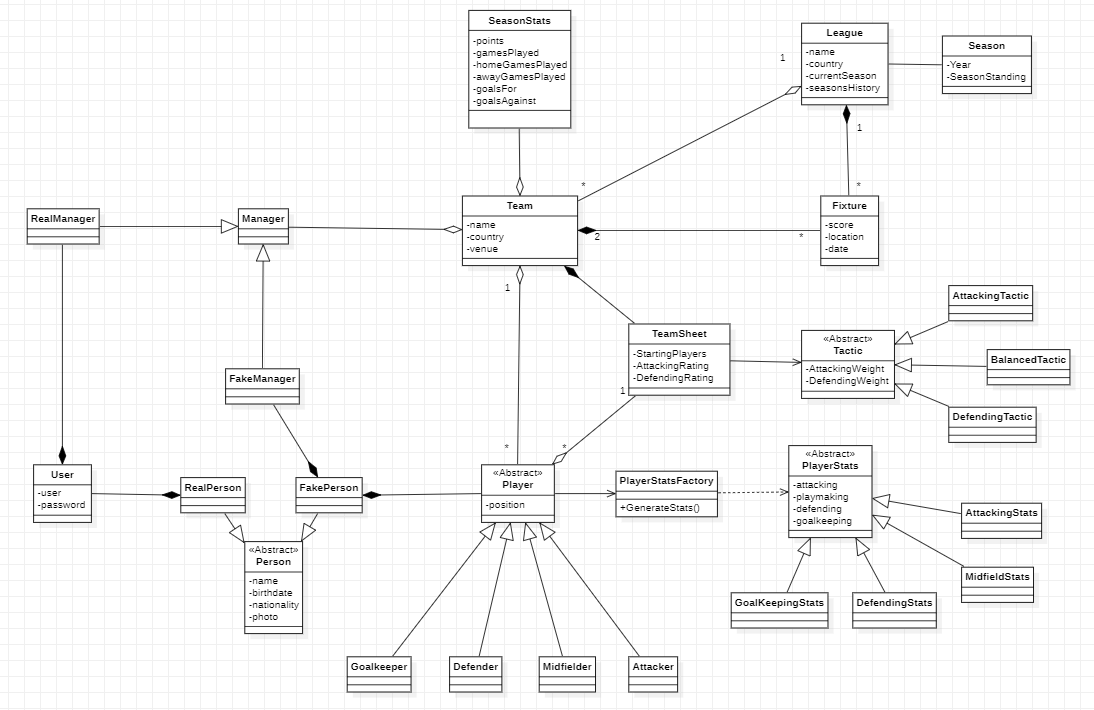 SeasonStats
-points
-gamesPlayed
-homeGamesPlayed
-awayGamesPlayed
-goalsFor
-goalsAgainst
League
-name
-country
-currentSeason
-seasonsHistory
Season
-Year
-SeasonStanding
1
1
*
*
RealManager
Manager
Team
-name
-country
-venue
2
*
Fixture
-score
-location
-date
1
TeamSheet
-StartingPlayers
-AttackingRating
-DefendingRating
1
«Abstract»
Tactic
-AttackingWeight
-DefendingWeight
AttackingTactic
BalancedTactic
DefendingTactic
FakeManager
*
*
User
-user
-password
RealPerson
FakePerson
«Abstract»
Person
-name
-birthdate
-nationality
-photo
«Abstract»
Player
-position
PlayerStatsFactory
+GenerateStats()
«Abstract»
PlayerStats
-attacking
-playmaking
-defending
-goalkeeping
AttackingStats
MidfieldStats
GoalKeepingStats
DefendingStats
Goalkeeper
Defender
Midfielder
Attacker